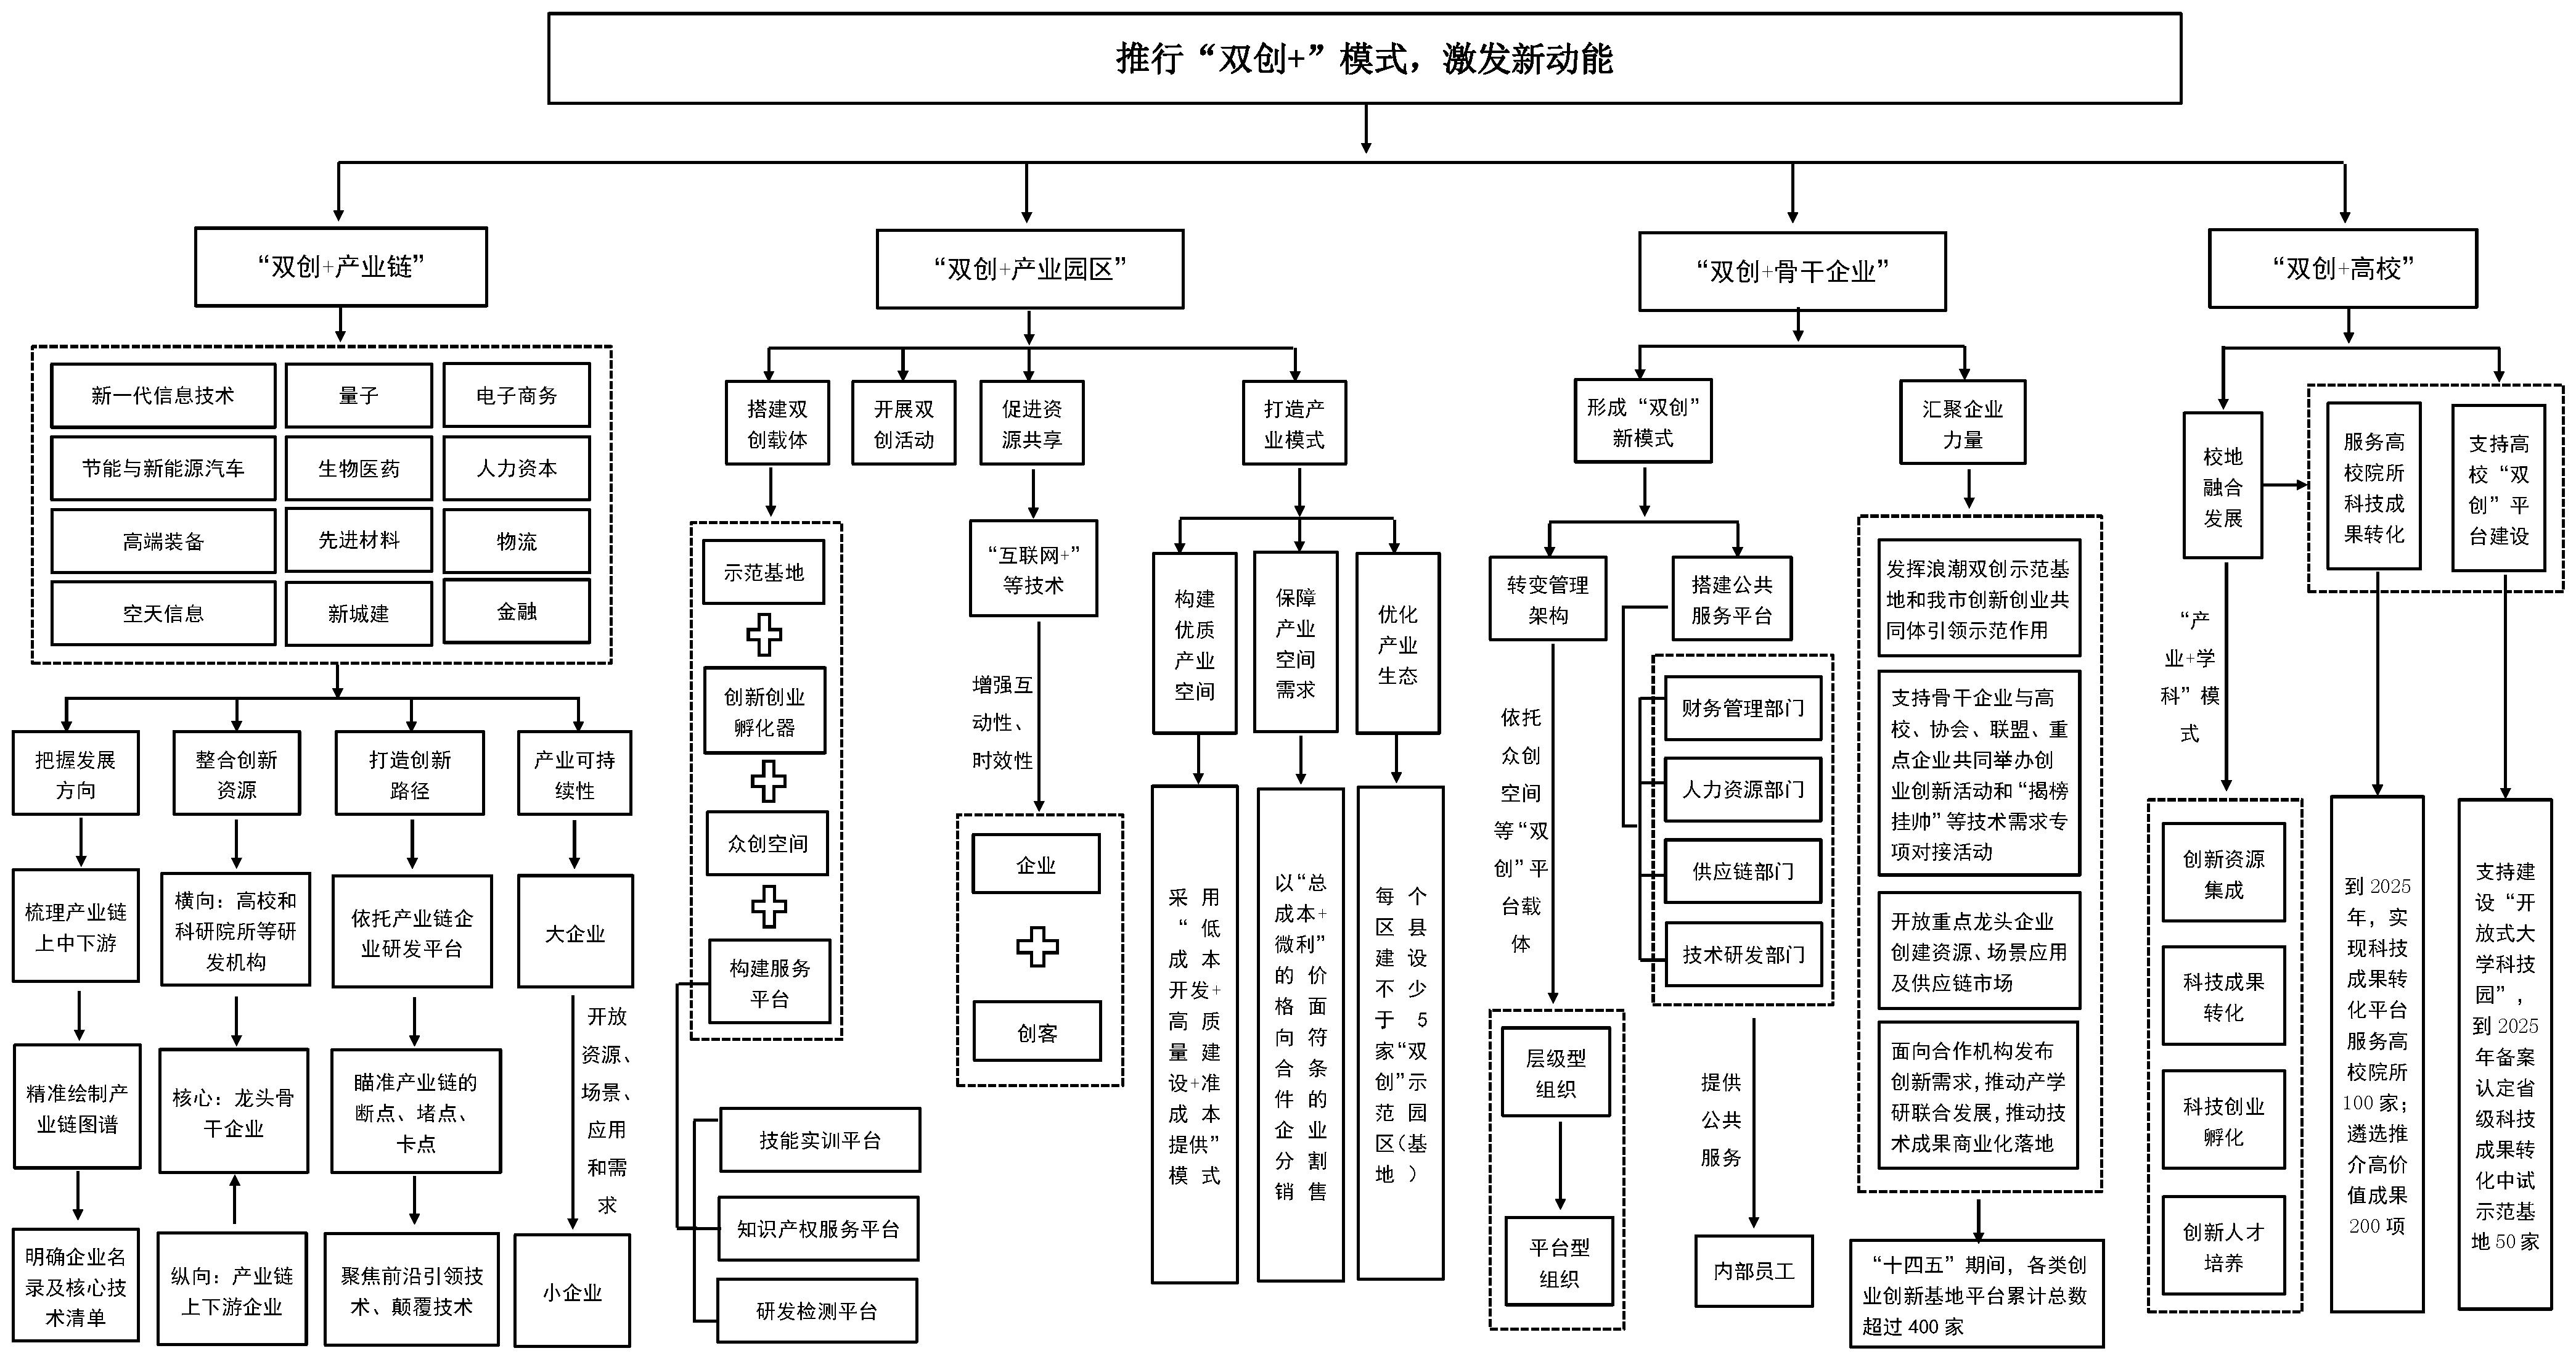 推行“双创+”模式，激发新动能
“双创+产业链”
“双创+产业园区”
“双创+骨干企业”
“双创+高校”
新一代信息技术
量子
电子商务
节能与新能源汽车
生物医药
人力资本
高端装备
先进材料
物流
空天信息
新城建
金融
把握发展
方向
整合创新
资源
打造创新
路径
产业可持
续性
梳理产业链
上中下游
横向：高校和
科研院所等研
发机构
依托产业链企
业研发平台
大企业
精准绘制产
业链图谱
核心：龙头骨
干企业
瞄准产业链的
断点、堵点、
卡点
开放
资源、
场景、
应用
和需
求
明确企业名
录及核心技
术清单
纵向：产业链
上下游企业
聚焦前沿引领技
术、颠覆技术
小企业
搭建双
创载体
开展双
创活动
促进资
源共享
打造产
业模式
示范基地
创新创业
孵化器
众创空间
构建服务
平台
技能实训平台
知识产权服务平台
研发检测平台
“互联网+”
等技术
增强互
动性、
时效性
企业
创客
构建
优质
产业
空间
保障
产业
空间
需求
优化
产业
生态
采用
“低
成本
开发+
高质
量建
设+准
成本
提供”
模式
以“总
成本+
微利”
的价
格面
向符
合条
件的
企业
分割
销售
每个
区县
建设
不少
于5
家“双
创”示
范园
区（基
地）
形成“双创”
新模式
汇聚企业
力量
转变管理
架构
搭建公共
服务平台
依托
众创
空间
等“双
创”平
台载
体
层级型
组织
平台型
组织
财务管理部门
人力资源部门
供应链部门
技术研发部门
提供
公共
服务
内部员工
发挥浪潮双创示范基
地和我市创新创业共
同体引领示范作用
支持骨干企业与高
校、协会、联盟、重
点企业共同举办创
业创新活动和“揭榜
挂帅”等技术需求专
项对接活动
开放重点龙头企业
创建资源、场景应用
及供应链市场
面向合作机构发布
创新需求，推动产学
研联合发展，推动技
术成果商业化落地
“十四五”期间，各类创
业创新基地平台累计总数
超过 400 家
校地
融合
发展
服务高
校院所
科技成
果转化
支持高
校“双
创”平
台建设
“产
业+学
科”模
式
创新资源
集成
科技成果
转化
科技创业
孵化
创新人才
培养
到 2025
年，实
现科技
成果转
化平台
服务高
校院所
100 家；
遴选推
介高价
值成果
200 项
支持建
设“开
放式大
学科技
园”，
到 2025
年备案
认定省
级科技
成果转
化中试
示范基
地 50 家